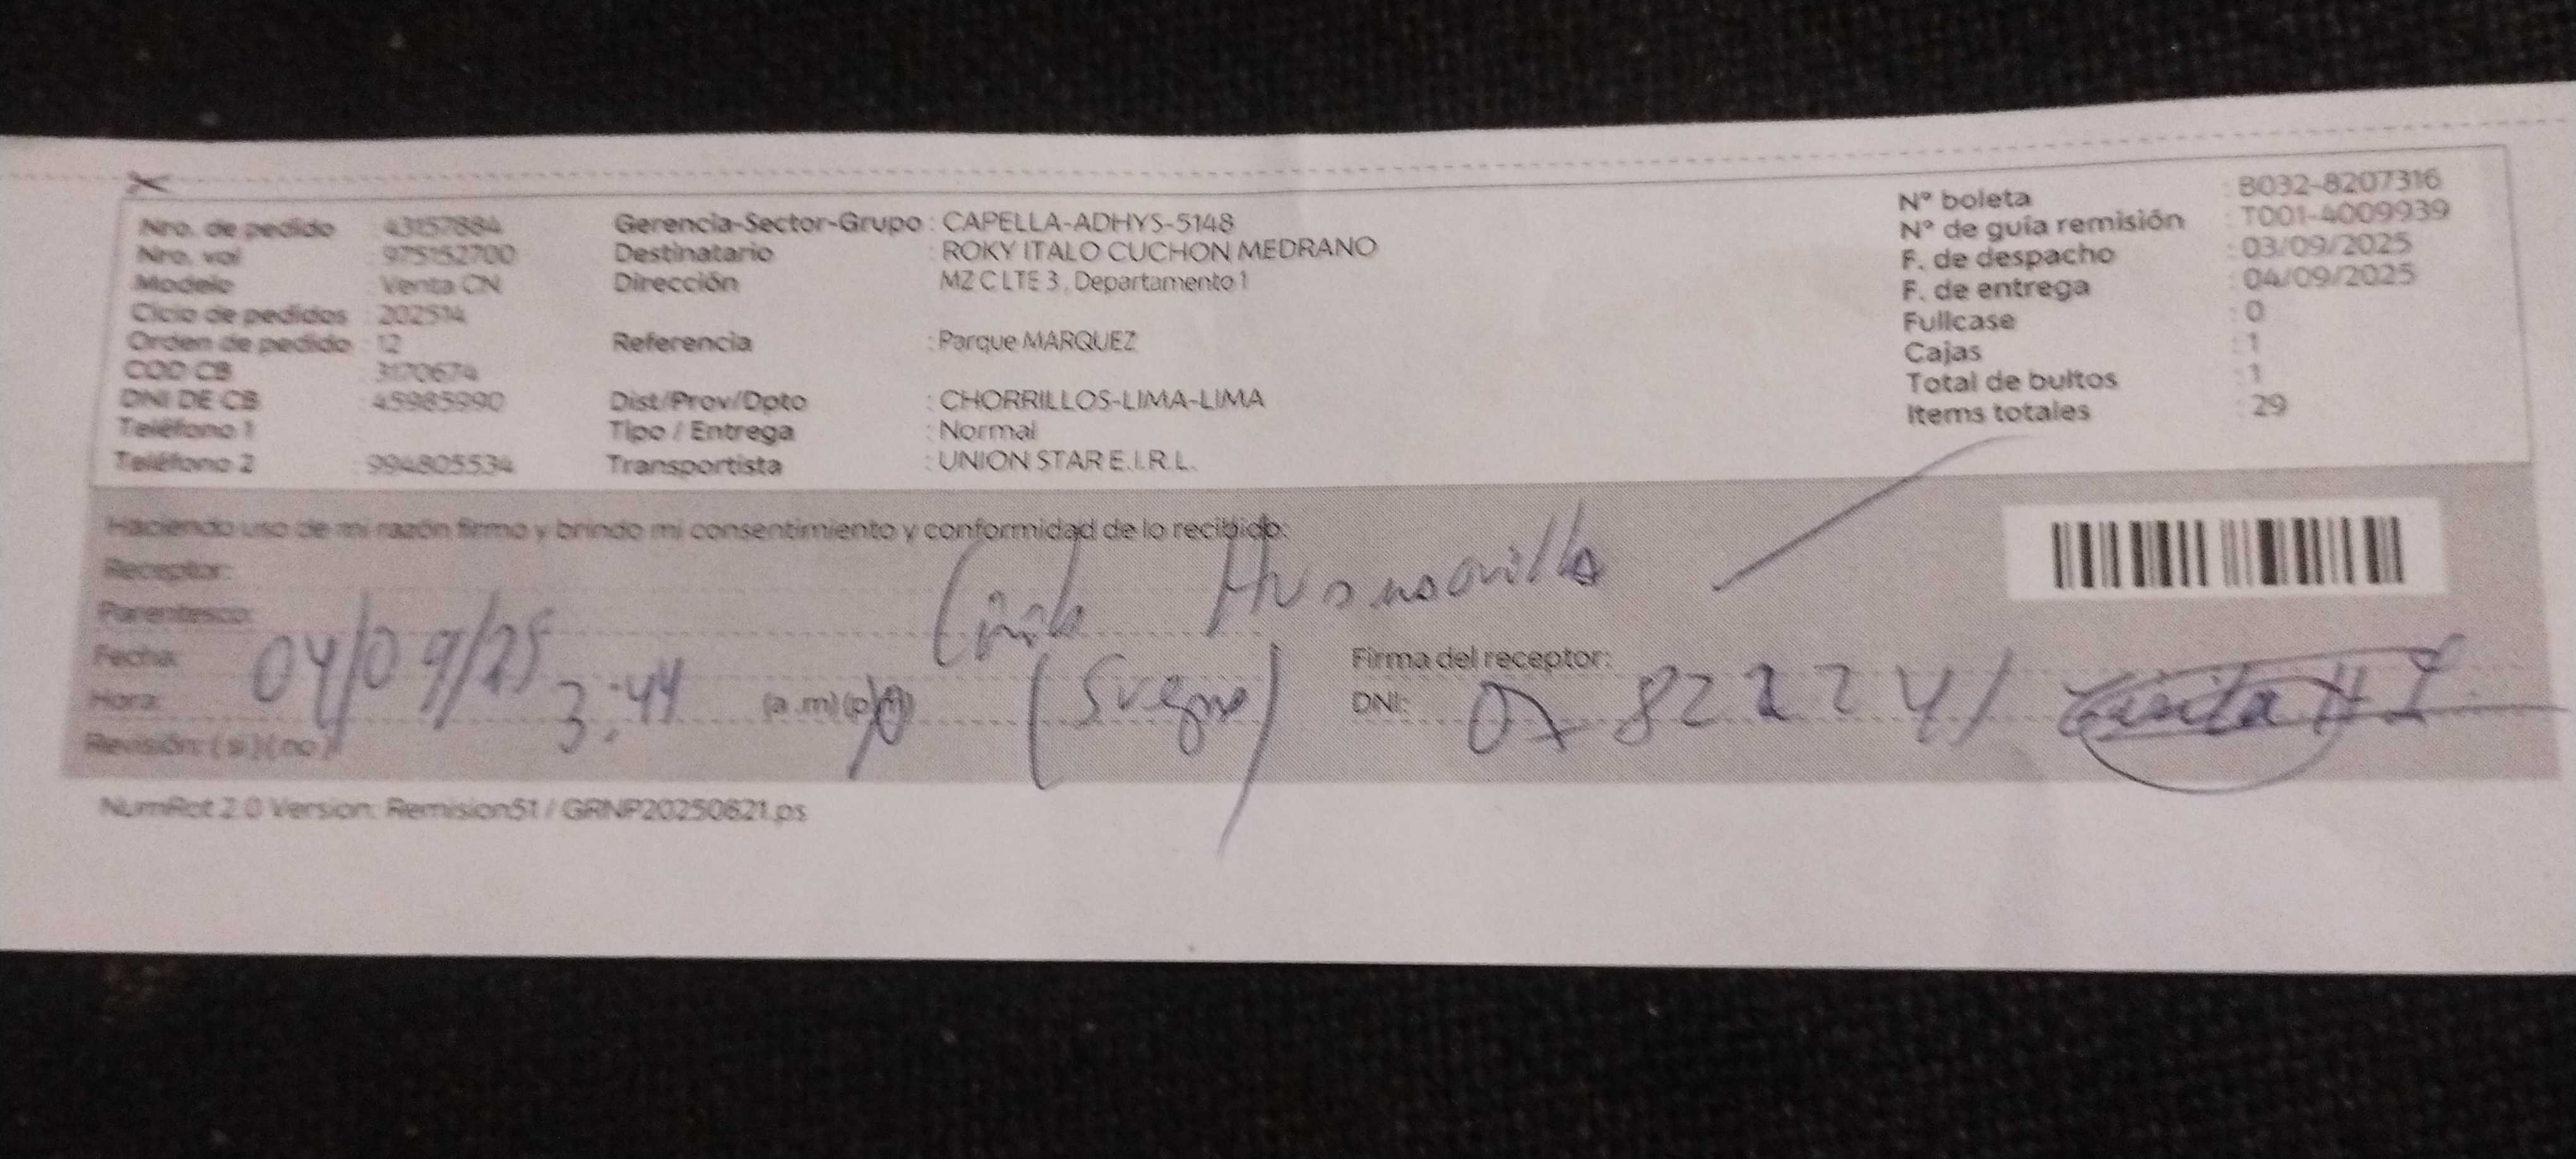 Nro. de pedido : 43157884
Nro. vol : 975152700
Modelo : Venta CN
Ciclo de pedidos : 202514
Orden de pedido : 12
COD CB : 3170674
DNI DE CB : 45985990
Teléfono 1
Teléfono 2 : 994805534
Gerencia-Sector-Grupo : CAPELLA-ADHYS-5148
Destinatario : ROKY ITALO CUCHON MEDRANO
Dirección MZ C LTE 3 , Departamento 1
Referencia : Parque MARQUEZ
Dist/Prov/Dpto : CHORRILLOS-LIMA-LIMA
Tipo / Entrega : Normal
Transportista : UNION STAR E.I.R.L.
N° boleta : B032-8207316
N° de guía remisión : T001-4009939
F. de despacho : 03/09/2025
F. de entrega : 04/09/2025
Fullcase : 0
Cajas : 1
Total de bultos : 1
Items totales : 29
Haciendo uso de mi razón firmo y brindo mi consentimiento y conformidad de lo recibido:
Receptor:
Parentesco:
(Suegra)
Fecha: 04/09/25
Hora: 3:44 (a .m) (p.m)
Revisión: ( si ) ( no )
Firma del receptor:
DNI: 07822241
NumRot 2.0 Version: Remision51 / GRNP20250821.ps